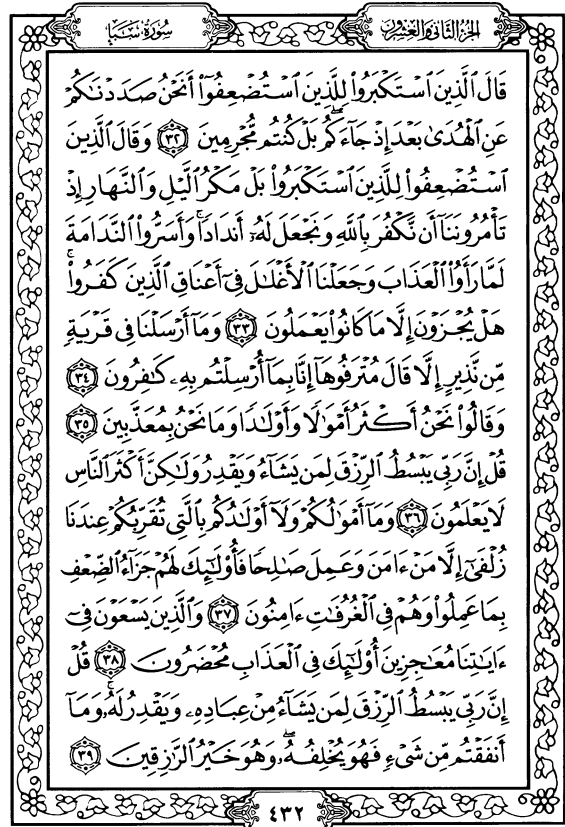 الجزء الثاني والعشرون
سورة سبإ
قَالَ ٱلَّذِينَ ٱسۡتَكۡبَرُواْ لِلَّذِينَ ٱسۡتُضۡعِفُوٓاْ أَنَحۡنُ صَدَدۡنَٰكُمۡ
عَنِ ٱلۡهُدَىٰ بَعۡدَ إِذۡ جَآءَكُمۖ بَلۡ كُنتُم مُّجۡرِمِينَ ٣٢ وَقَالَ ٱلَّذِينَ
ٱسۡتُضۡعِفُواْ لِلَّذِينَ ٱسۡتَكۡبَرُواْ بَلۡ مَكۡرُ ٱلَّيۡلِ وَٱلنَّهَارِ إِذۡ
تَأۡمُرُونَنَآ أَن نَّكۡفُرَ بِٱللَّهِ وَنَجۡعَلَ لَهُۥٓ أَندَادٗاۚ وَأَسَرُّواْ ٱلنَّدَامَةَ
لَمَّا رَأَوُاْ ٱلۡعَذَابَ وَجَعَلۡنَا ٱلۡأَغۡلَٰلَ فِيٓ أَعۡنَاقِ ٱلَّذِينَ كَفَرُواْۚ
هَلۡ يُجۡزَوۡنَ إِلَّا مَا كَانُواْ يَعۡمَلُونَ ٣٣ وَمَآ أَرۡسَلۡنَا فِي قَرۡيَةٖ
مِّن نَّذِيرٍ إِلَّا قَالَ مُتۡرَفُوهَآ إِنَّا بِمَآ أُرۡسِلۡتُم بِهِۦ كَٰفِرُونَ ٣٤
وَقَالُواْ نَحۡنُ أَكۡثَرُ أَمۡوَٰلٗا وَأَوۡلَٰدٗا وَمَا نَحۡنُ بِمُعَذَّبِينَ ٣٥
قُلۡ إِنَّ رَبِّي يَبۡسُطُ ٱلرِّزۡقَ لِمَن يَشَآءُ وَيَقۡدِرُ وَلَٰكِنَّ أَكۡثَرَ ٱلنَّاسِ
لَا يَعۡلَمُونَ ٣٦ وَمَآ أَمۡوَٰلُكُمۡ وَلَآ أَوۡلَٰدُكُم بِٱلَّتِي تُقَرِّبُكُمۡ عِندَنَا
زُلۡفَىٰٓ إِلَّا مَنۡ ءَامَنَ وَعَمِلَ صَٰلِحٗا فَأُوْلَٰٓئِكَ لَهُمۡ جَزَآءُ ٱلضِّعۡفِ
بِمَا عَمِلُواْ وَهُمۡ فِي ٱلۡغُرُفَٰتِ ءَامِنُونَ ٣٧ وَٱلَّذِينَ يَسۡعَوۡنَ فِيٓ
ءَايَٰتِنَا مُعَٰجِزِينَ أُوْلَٰٓئِكَ فِي ٱلۡعَذَابِ مُحۡضَرُونَ ٣٨ قُلۡ
إِنَّ رَبِّي يَبۡسُطُ ٱلرِّزۡقَ لِمَن يَشَآءُ مِنۡ عِبَادِهِۦ وَيَقۡدِرُ لَهُۥۚ وَمَآ
أَنفَقۡتُم مِّن شَيۡءٖ فَهُوَ يُخۡلِفُهُۥۖ وَهُوَ خَيۡرُ ٱلرَّٰزِقِينَ ٣٩
٤٣٢